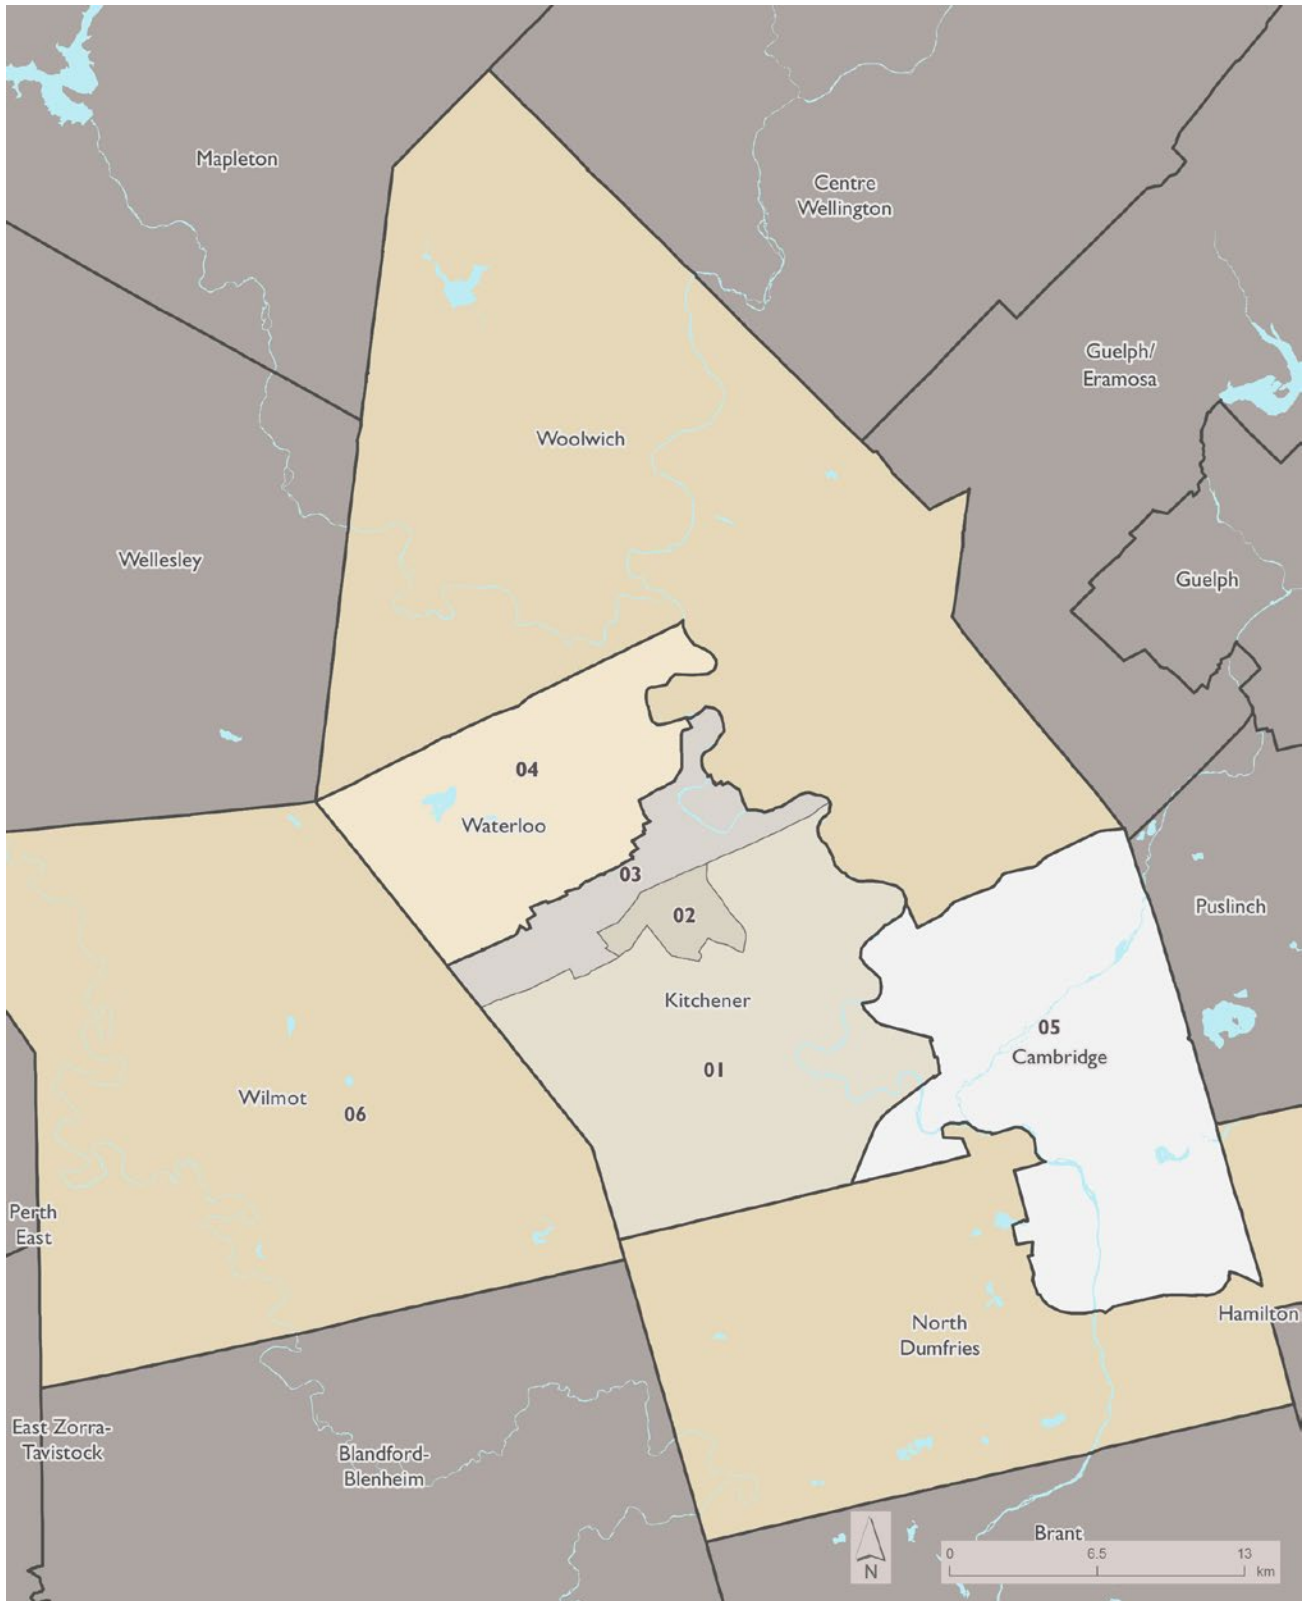 Mapleton
Centre
Wellington
Guelph/
Eramosa
Woolwich
Wellesley
Guelph
04
Waterloo
03
02
Puslinch
Kitchener
05
Cambridge
01
Wilmot
06
Perth
East
North
Dumfries
Hamilton
East Zorra-
Tavistock
Blandford-
Blenheim
Brant
N
0 6.5 13
km